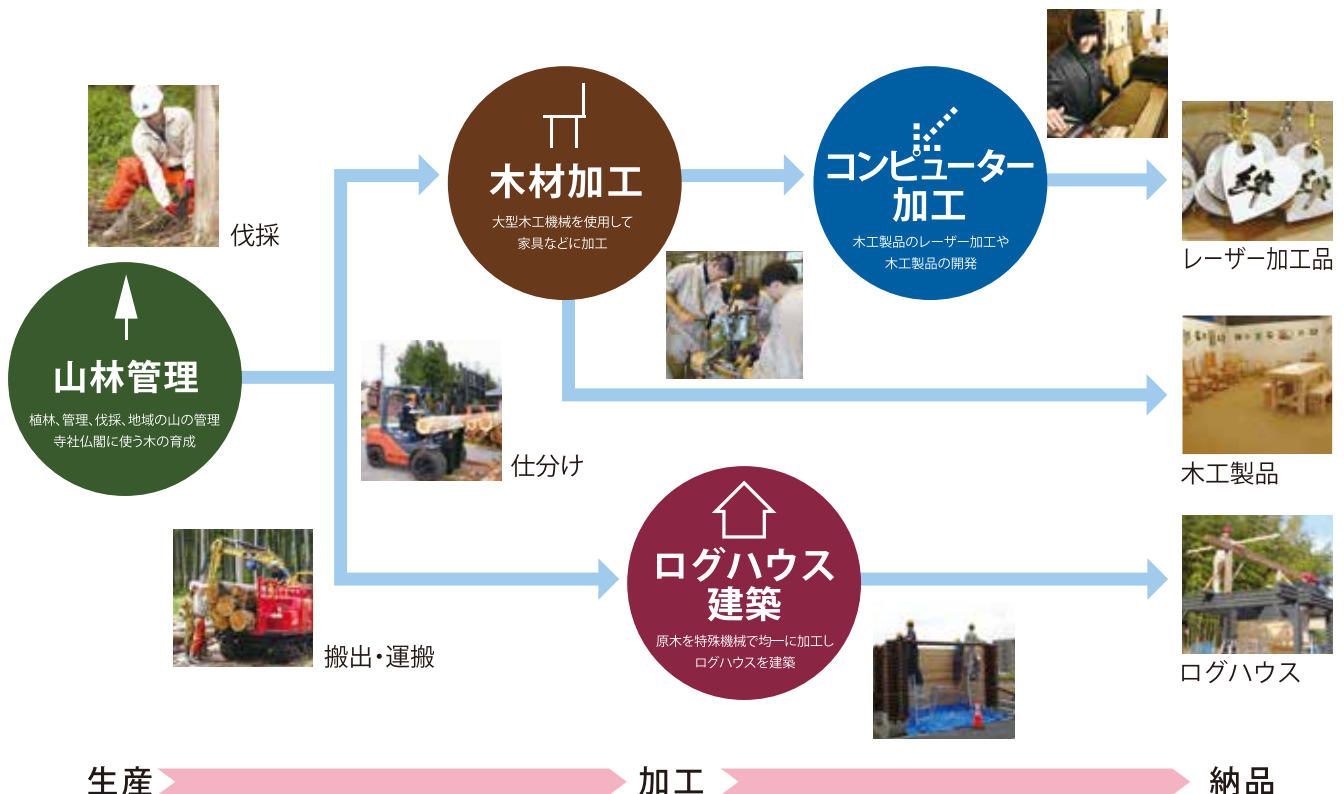 伐採
山林管理
植林、管理、伐採、地域の山の管理
寺社仏閣に使う木の育成
搬出・運搬
仕分け
木材加工
大型木工機械を使用して
家具などに加工
コンピューター
加工
木工製品のレーザー加工や
木工製品の開発
ログハウス
建築
原木を特殊機械で均一に加工し
ログハウスを建築
レーザー加工品
木工製品
ログハウス
生産
加工
納品